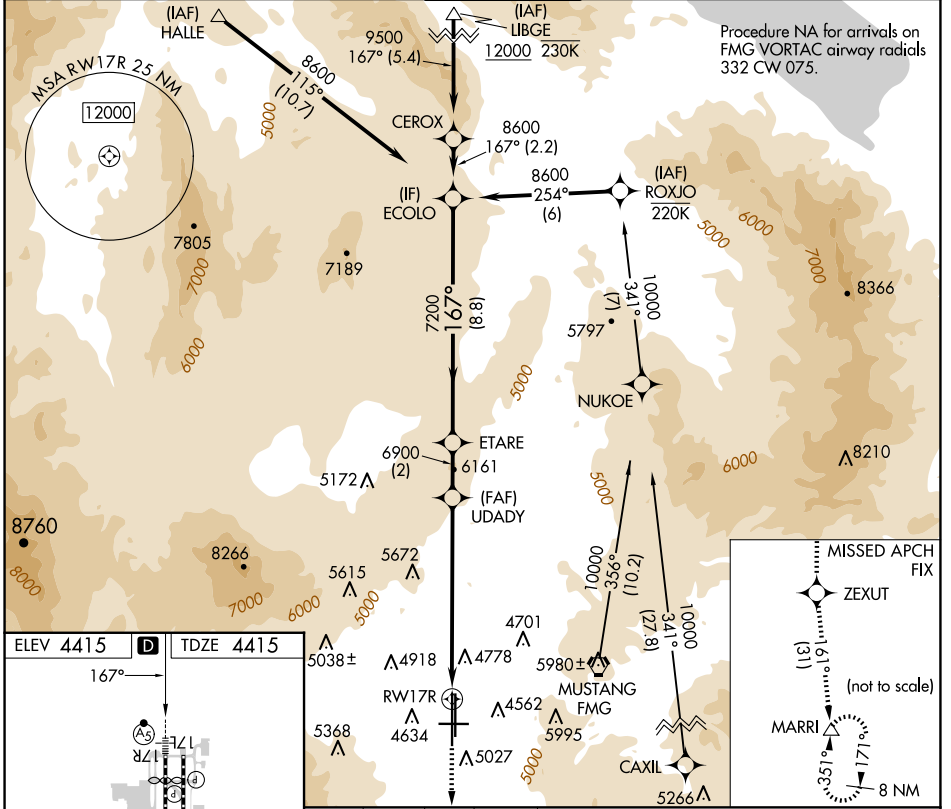 (IAF)
HALLE
9500
167° (5.4)
(IAF)
LIBGE
12000 230K
Procedure NA for arrivals on
FMG VORTAC airway radials
332 CW 075.
MSA RW17R 25 NM
12000
5000
8600
115°
(10.7)
CEROX
8600
167° (2.2)
(IF)
ECOLO
8600
254°
(6)
(IAF)
ROXJO
220K
5000
6000
7000
7805
7000
7189
6000
7200
167°
(8.8)
10000
341°
(7)
5797
8366
5000
NUKOE
ETARE
6900
(2)
6161
5172
(FAF)
UDADY
5000
6000
8210
8760
8000
8266
7000
6000
5615
5672
5000
10000
356°
(10.2)
10000
341°
(27.8)
MISSED APCH
FIX
ZEXUT
161°
(31)
(not to scale)
MARRI
351°
171°
8 NM
5038±
4918
4778
4701
5980±
MUSTANG
FMG
RW17R
4634
4562
5995
5368
5027
5000
CAXIL
5266
ELEV 4415
D
TDZE 4415
167°
A5
17R
17L
P
P